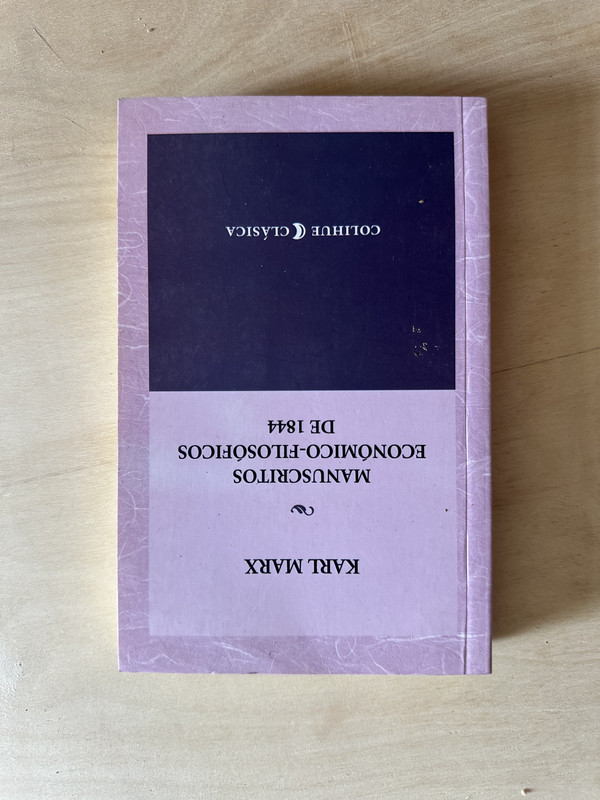 KARL MARX
MANUSCRITOS
ECONÓMICO-FILOSÓFICOS
DE 1844
COLIHUE CLÁSICA